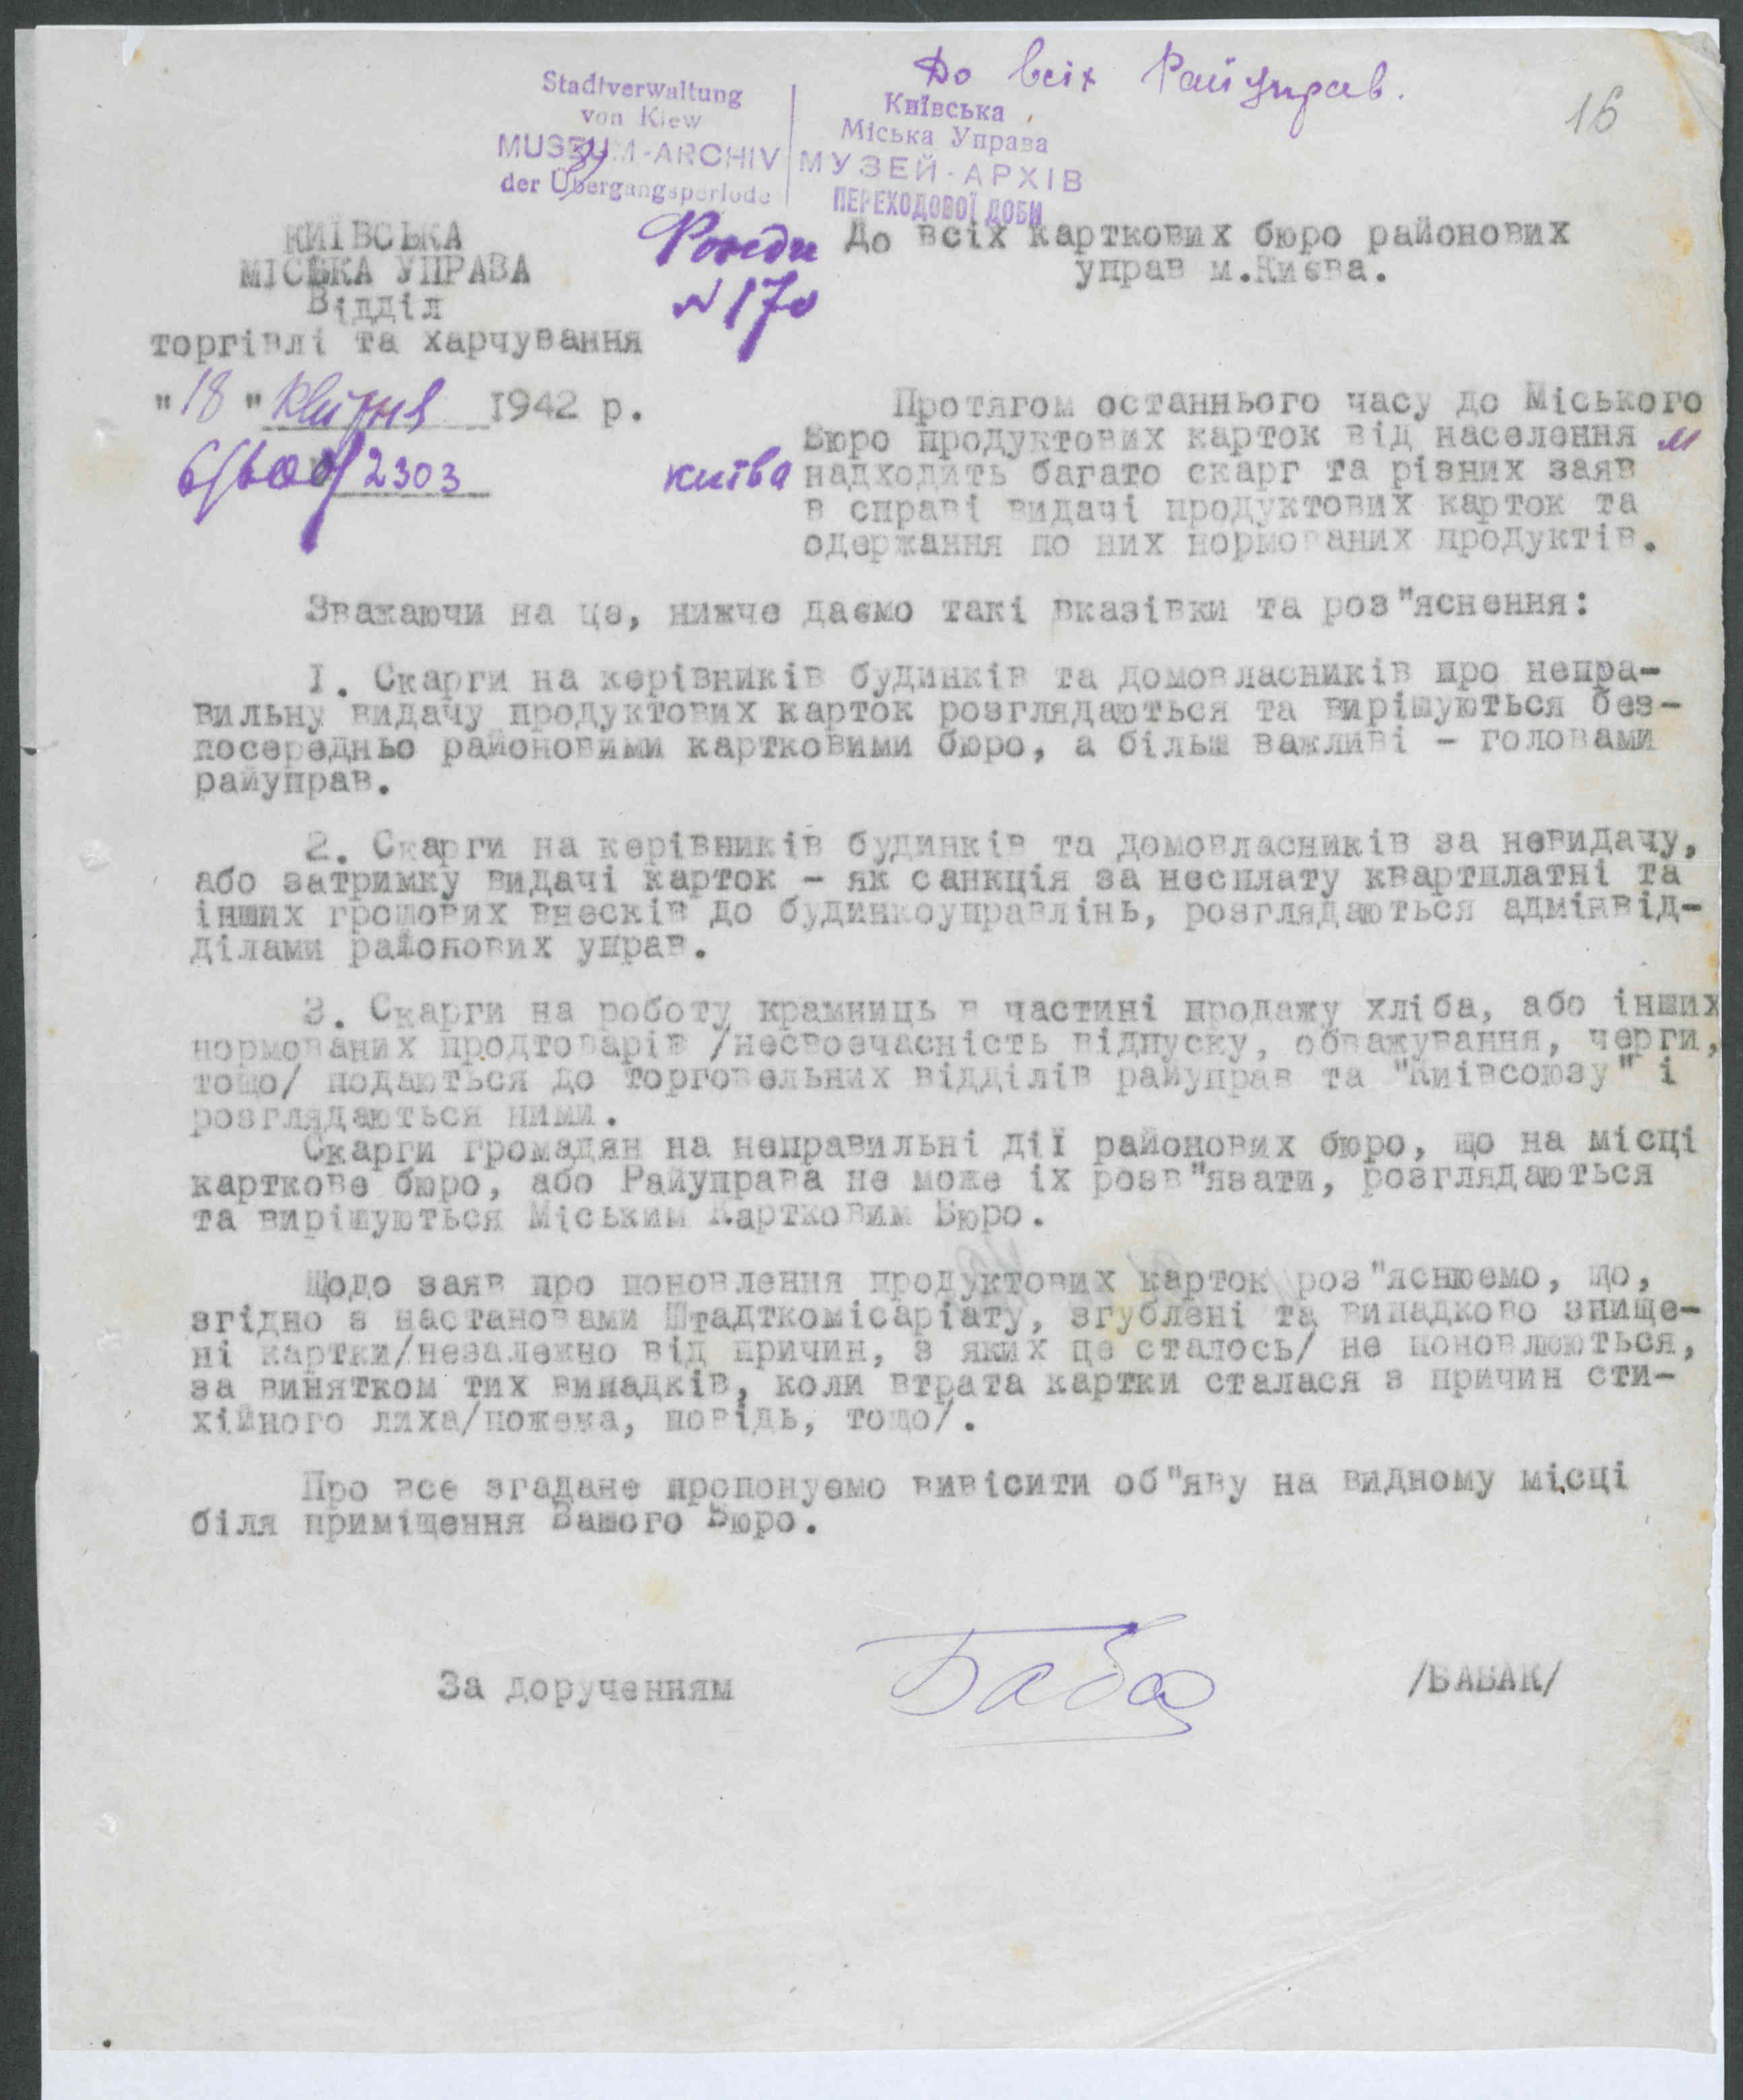 До всіх Райуправ.
16
Stadtverwaltung
von Kiew
MUSEUM-ARCHIV
der Übergangsperiode
Київська
Міська Управа
МУЗЕЙ-АРХІВ
ПЕРЕХОДОВОЇ ДОБИ
КИЇВСЬКА
МІСЬКА УПРАВА
Відділ
торгівлі та харчування
"18" квітня 1942 р.
2303
№ 170
До всіх карткових бюро районових
управ м.Києва.
Протягом останнього часу до Міського
Бюро продуктових карток від населення м
Київа надходить багато скарг та різних заяв
в справі видачі продуктових карток та
одержання по них нормованих продуктів.
Зважаючи на це, нижче даємо такі вказівки та роз"яснення:
I. Скарги на керівників будинків та домовласників про непра-
вильну видачу продуктових карток розглядаються та вирішуються без-
посередньо районовими картковими бюро, а більш важливі - головами
райуправ.
2. Скарги на керівників будинків та домовласників за невидачу,
або затримку видачі карток - як санкція за несплату квартплатні та
інших грошових внесків до будинкоуправлінь, розглядаються адмінвід-
ділами районових управ.
3. Скарги на роботу крамниць в частині продажу хліба, або інших
нормованих продтоварів /несвоечасність відпуску, обважування, черги,
тощо/ подаються до торговельних відділів райуправ та "Київсоюзу" і
розглядаються ними.
Скарги громадян на неправильні дії районових бюро, що на місці
карткове бюро, або Райуправа не може іх розв"язати, розглядаються
та вирішуються Міським Картковим Бюро.
Щодо заяв про поновлення продуктових карток роз"яснюємо, що,
згідно з настановами Штадткомісаріату, згублені та випадково знище-
ні картки/незалежно від причин, з яких це сталось/ не поновлюються,
за винятком тих випадків, коли втрата картки сталася з причин сти-
хійного лиха/пожежа, повідь, тощо/.
Про все згадане пропонуємо вивісити об"яву на видному місці
біля приміщення Вашого Бюро.
За дорученням
/БАБАК/